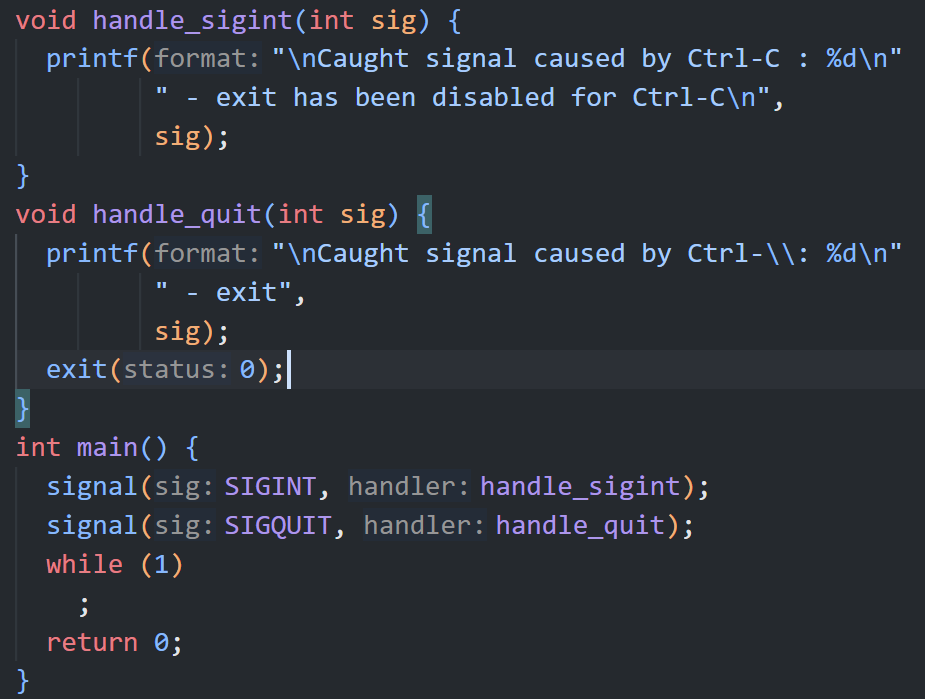 void handle_sigint(int sig) {
  printf(format: "\nCaught signal caused by Ctrl-C : %d\n"
         " - exit has been disabled for Ctrl-C\n",
         sig);
}
void handle_quit(int sig) {
  printf(format: "\nCaught signal caused by Ctrl-\\: %d\n"
         " - exit",
         sig);
  exit(status: 0);
}
int main() {
  signal(sig: SIGINT, handler: handle_sigint);
  signal(sig: SIGQUIT, handler: handle_quit);
  while (1)
    ;
  return 0;
}